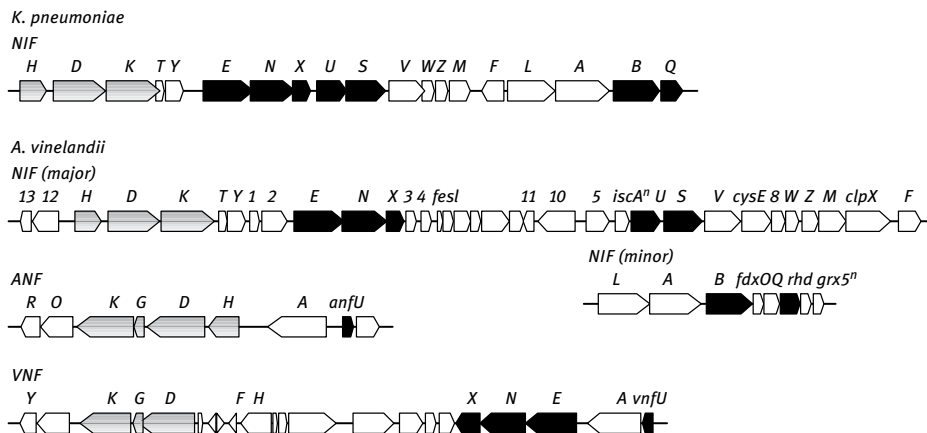 K. pneumoniae
NIF
H D K T Y E N X U S V W Z M F L A B Q
A. vinelandii
NIF (major)
13 12 H D K T Y 1 2 E N X 3 4 fesl 11 10 5 iscAⁿ U S V cysE 8 W Z M clpX F
NIF (minor)
L A B fdxOQ rhd grx5ⁿ
ANF
R O K G D H A anfU
VNF
Y K G D F H X N E A vnfU